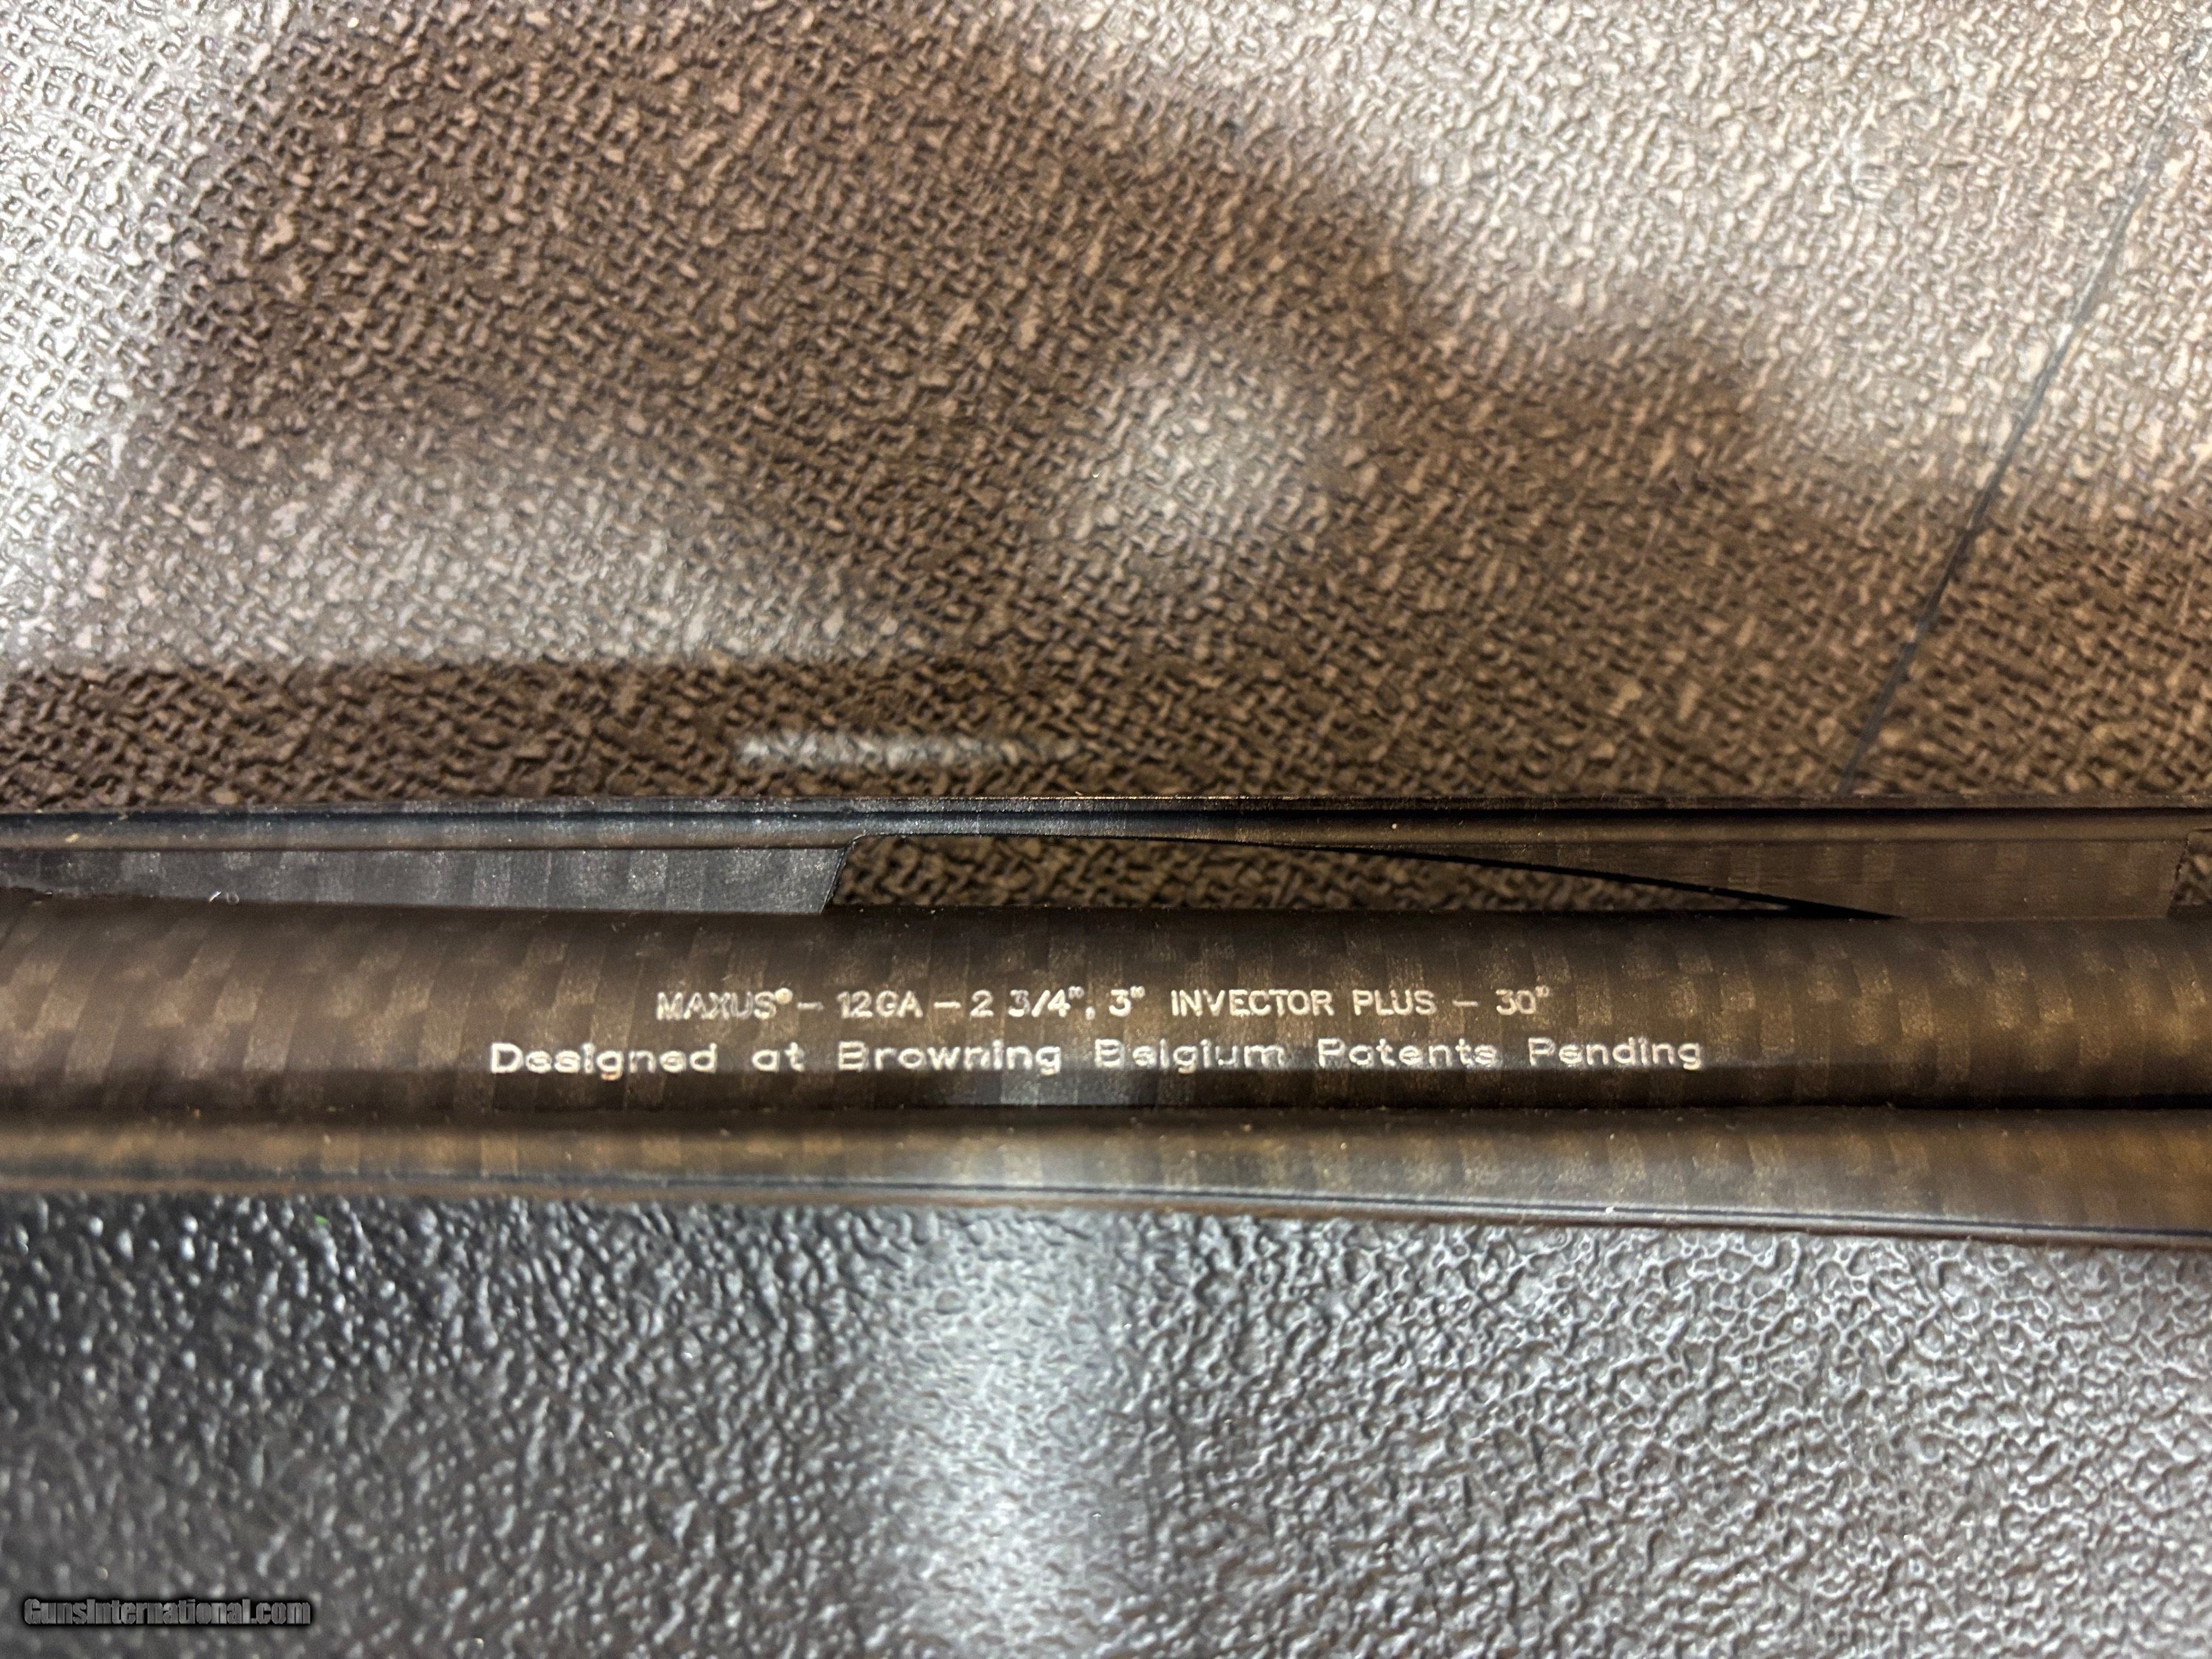 MAXUS® - 12GA - 2 3/4", 3" INVECTOR PLUS - 30"
Designed at Browning Belgium Patents Pending
GunsInternational.com